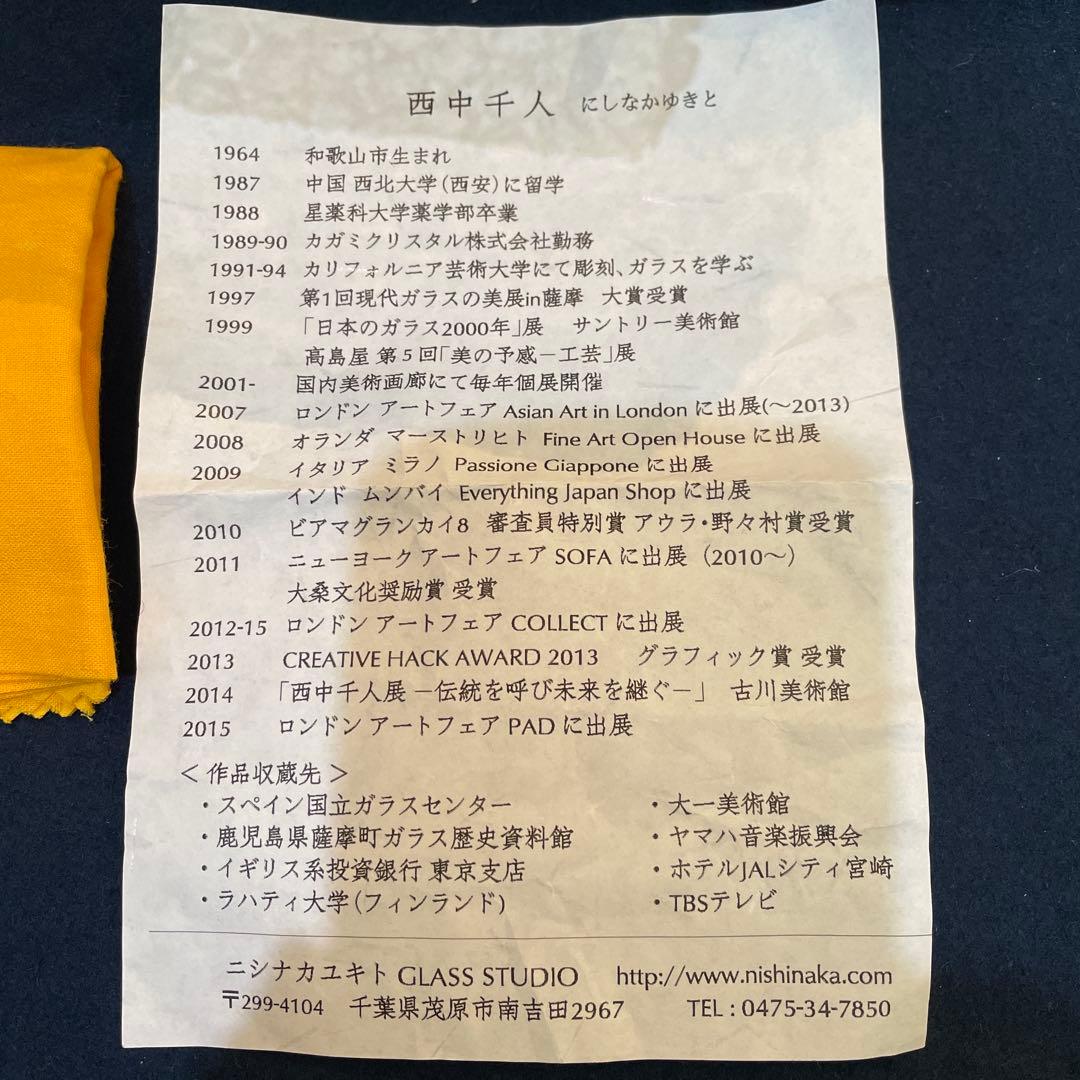 西中千人 にしなかゆきと
1964 和歌山市生まれ
1987 中国 西北大学(西安)に留学
1988 星薬科大学薬学部卒業
1989-90 カガミクリスタル株式会社勤務
1991-94 カリフォルニア芸術大学にて彫刻、ガラスを学ぶ
1997 第1回現代ガラスの美展in薩摩 大賞受賞
1999 「日本のガラス2000年」展 サントリー美術館
高島屋 第5回「美の予感－工芸」展
2001- 国内美術画廊にて毎年個展開催
2007 ロンドン アートフェア Asian Art in London に出展(～2013)
2008 オランダ マーストリヒト Fine Art Open House に出展
2009 イタリア ミラノ Passione Giappone に出展
インド ムンバイ Everything Japan Shop に出展
2010 ビアマグランカイ8 審査員特別賞 アウラ・野々村賞受賞
2011 ニューヨーク アートフェア SOFA に出展 (2010～)
大桑文化奨励賞 受賞
2012-15 ロンドン アートフェア COLLECT に出展
2013 CREATIVE HACK AWARD 2013 グラフィック賞 受賞
2014 「西中千人展 －伝統を呼び未来を継ぐ－」 古川美術館
2015 ロンドン アートフェア PAD に出展
＜ 作品収蔵先 ＞
・スペイン国立ガラスセンター ・大一美術館
・鹿児島県薩摩町ガラス歴史資料館 ・ヤマハ音楽振興会
・イギリス系投資銀行 東京支店 ・ホテルJALシティ宮崎
・ラハティ大学(フィンランド) ・TBSテレビ
ニシナカユキト GLASS STUDIO http://www.nishinaka.com
〒299-4104 千葉県茂原市南吉田2967 TEL : 0475-34-7850